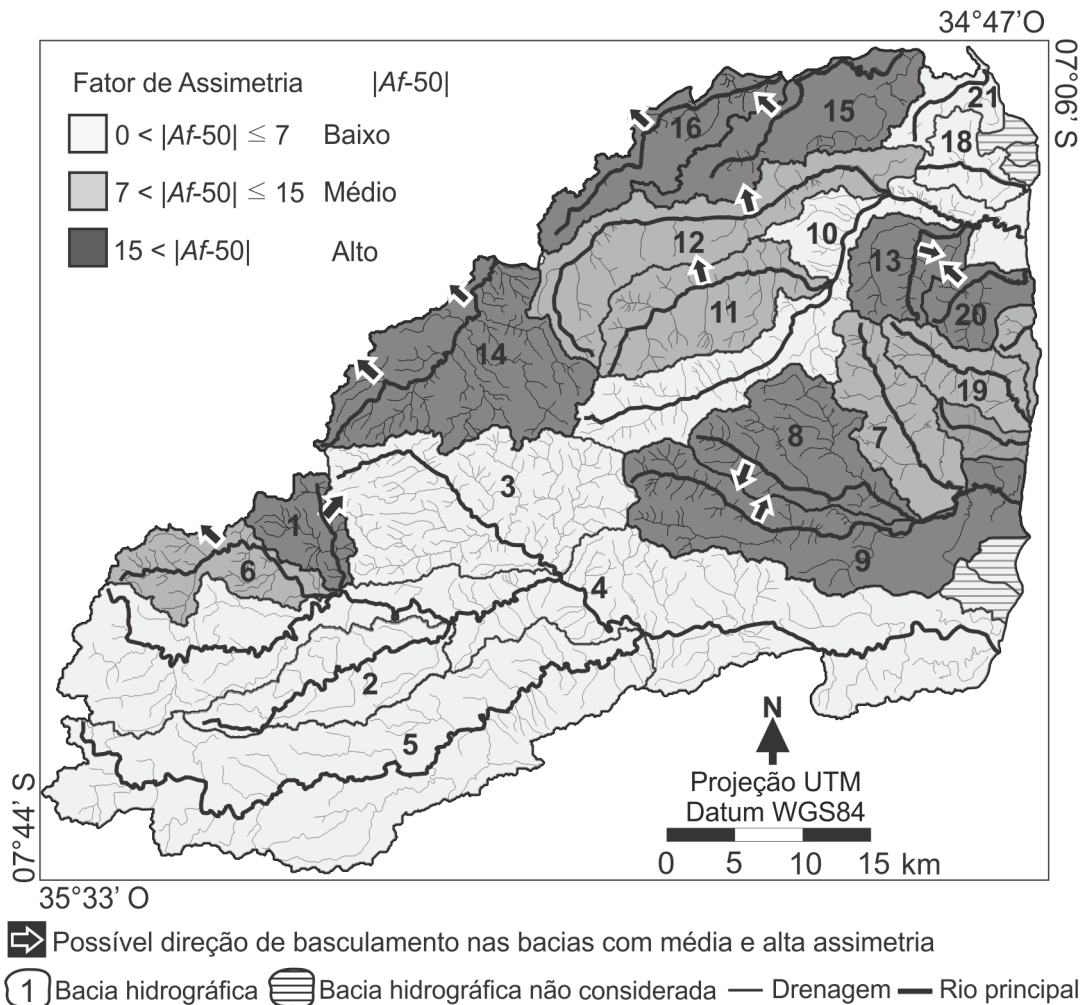 34°47'O
07°06' S
Fator de Assimetria |Af-50|
0 < |Af-50| ≤ 7 Baixo
7 < |Af-50| ≤ 15 Médio
15 < |Af-50| Alto
21
15
16
18
10
12
13
11
20
14
19
8
7
3
1
9
6
4
2
5
N
Projeção UTM
Datum WGS84
0 5 10 15 km
07°44' S
35°33' O
Possível direção de basculamento nas bacias com média e alta assimetria
1 Bacia hidrográfica Bacia hidrográfica não considerada Drenagem Rio principal